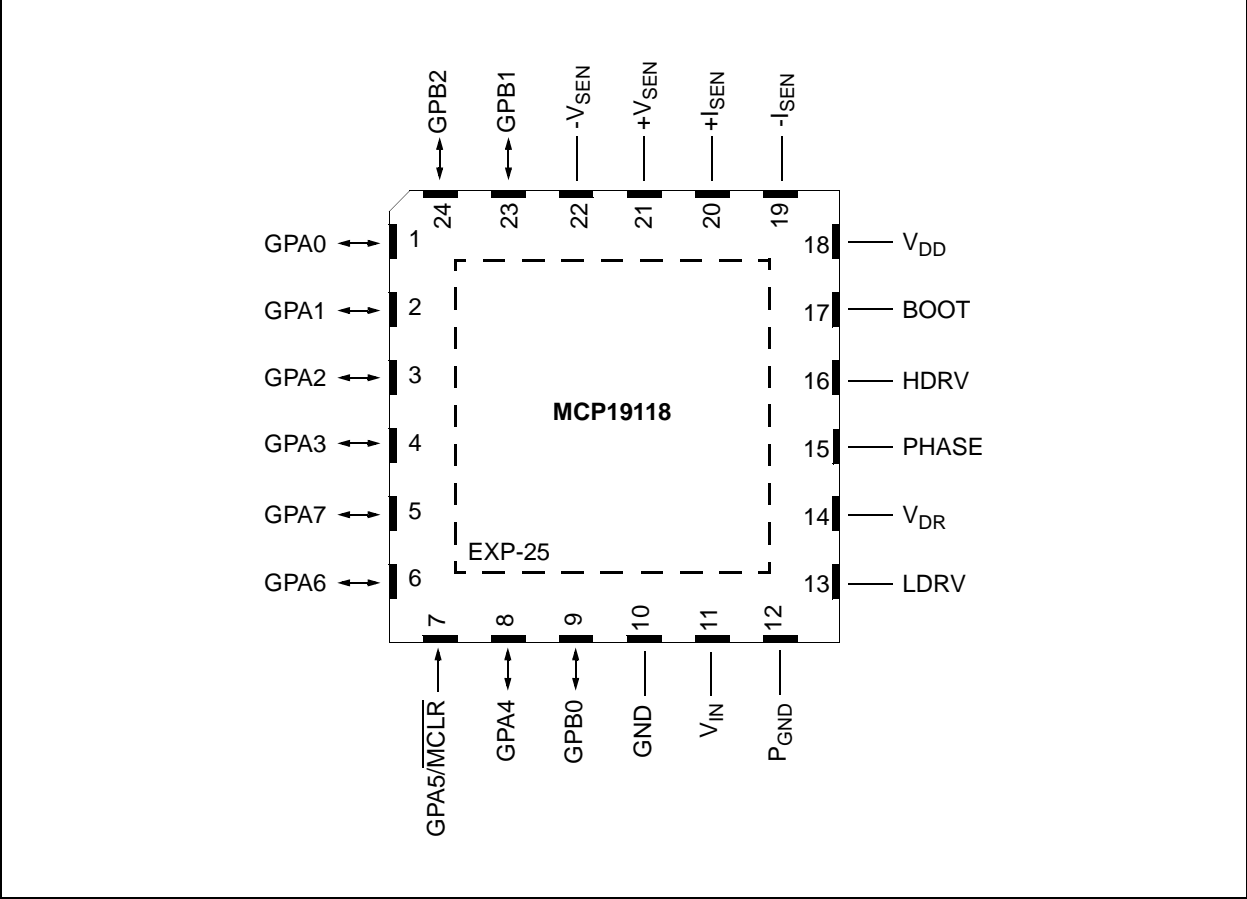 GPB2
GPB1
-VSEN
+VSEN
+ISEN
-ISEN
24
23
22
21
20
19
GPA0
1
18
VDD
GPA1
2
17
BOOT
GPA2
3
16
HDRV
MCP19118
GPA3
4
15
PHASE
GPA7
5
14
VDR
EXP-25
GPA6
6
13
LDRV
7
8
9
10
11
12
GPA5/MCLR
GPA4
GPB0
GND
VIN
PGND